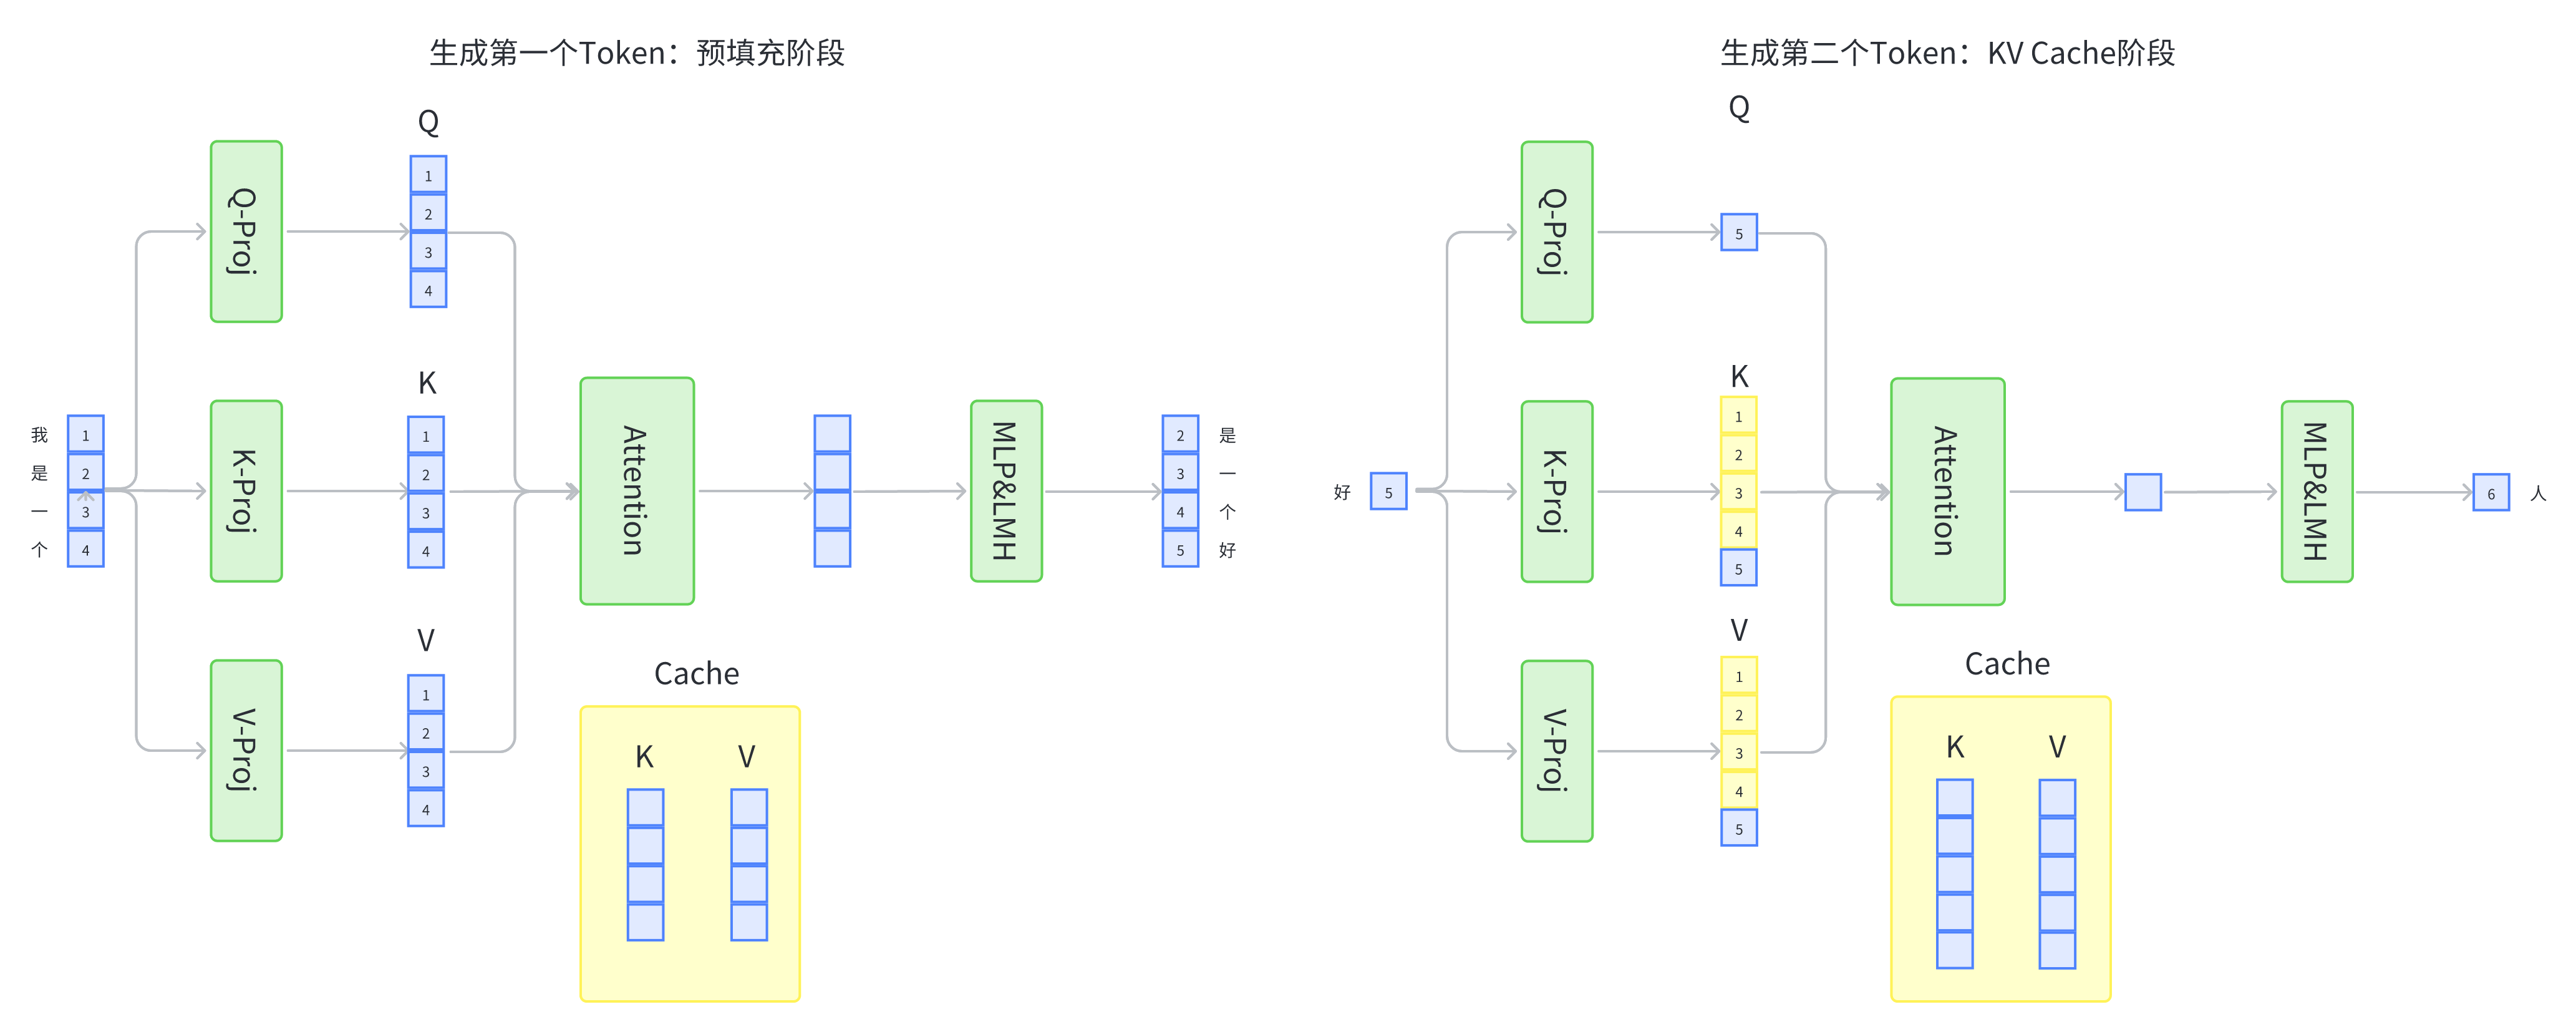 生成第一个Token：预填充阶段
Q
Q-Proj
1
2
3
4
K
K-Proj
1
2
3
4
V
V-Proj
1
2
3
4
我 1
是 2
一 3
个 4
Attention
MLP&LMH
2 是
3 一
4 个
5 好
Cache
K V
生成第二个Token：KV Cache阶段
Q
Q-Proj
5
K
K-Proj
1
2
3
4
5
V
V-Proj
1
2
3
4
5
好 5
Attention
MLP&LMH
6 人
Cache
K V